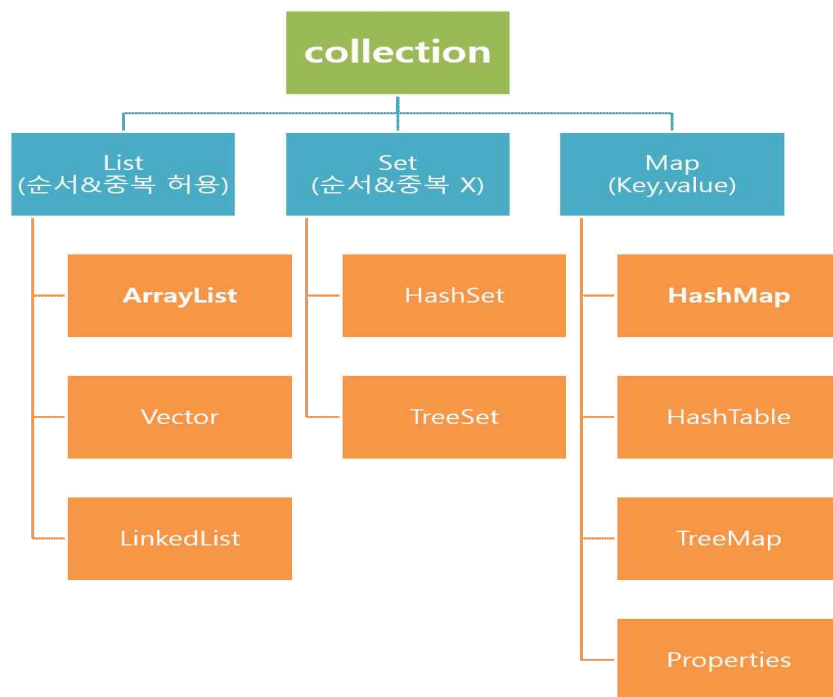 collection
List
(순서&중복 허용)
Set
(순서&중복 X)
Map
(Key,value)
ArrayList
Vector
LinkedList
HashSet
TreeSet
HashMap
HashTable
TreeMap
Properties